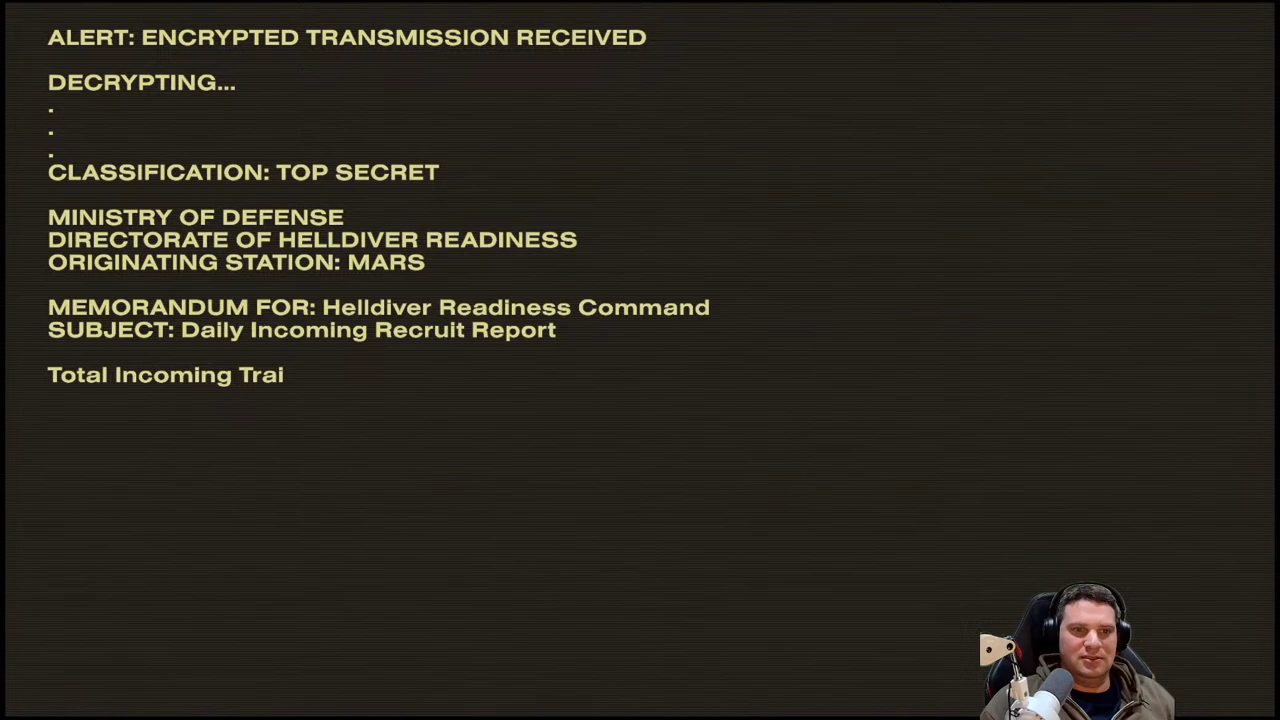 ALERT: ENCRYPTED TRANSMISSION RECEIVED
DECRYPTING...
.
.
.
CLASSIFICATION: TOP SECRET
MINISTRY OF DEFENSE
DIRECTORATE OF HELLDIVER READINESS
ORIGINATING STATION: MARS
MEMORANDUM FOR: Helldiver Readiness Command
SUBJECT: Daily Incoming Recruit Report
Total Incoming Trai